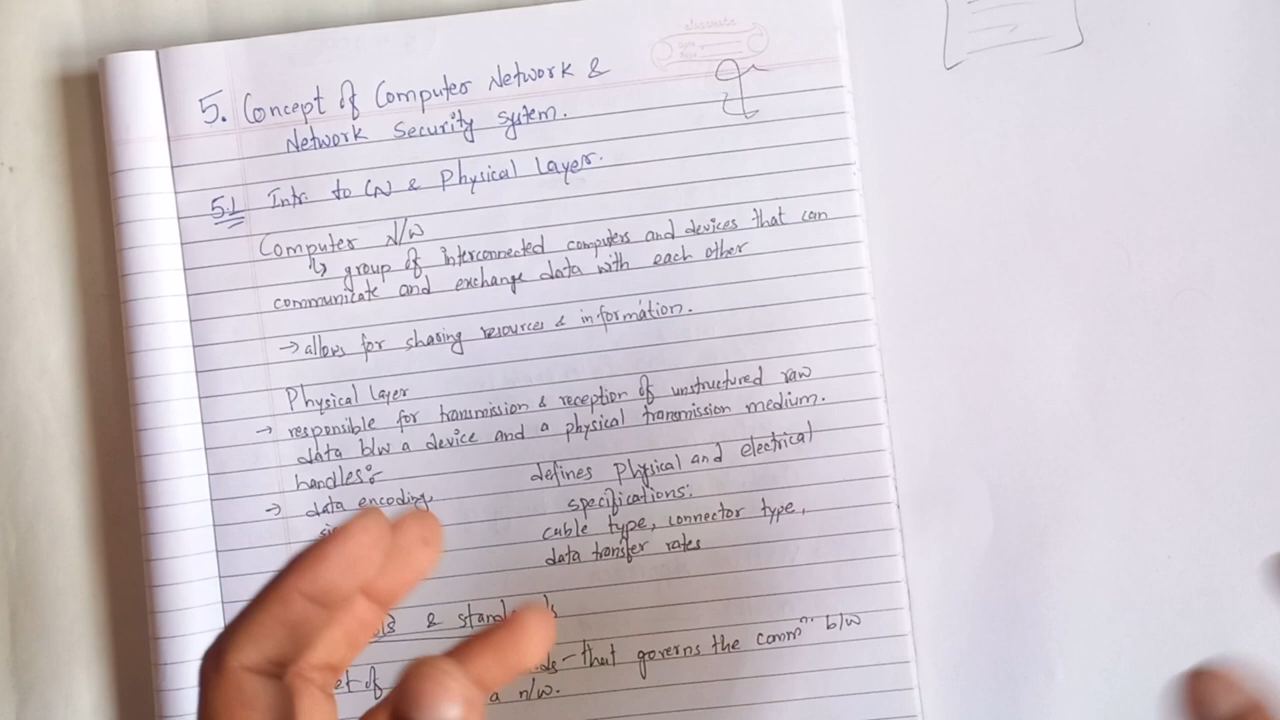 5. Concept of Computer Network &
Network Security system.
5.1 Intr. to CN & Physical Layer.
Computer N/W
↳ group of interconnected computers and devices that can
communicate and exchange data with each other
→ allows for sharing resources & information.
Physical Layer
→ responsible for transmission & reception of unstructured raw
data b/w a device and a physical transmission medium.
handles:-
→ data encoding,
defines physical and electrical
specifications:
cable type, connector type,
data transfer rates
& standards
that governs the commⁿ. b/w
a n/w.